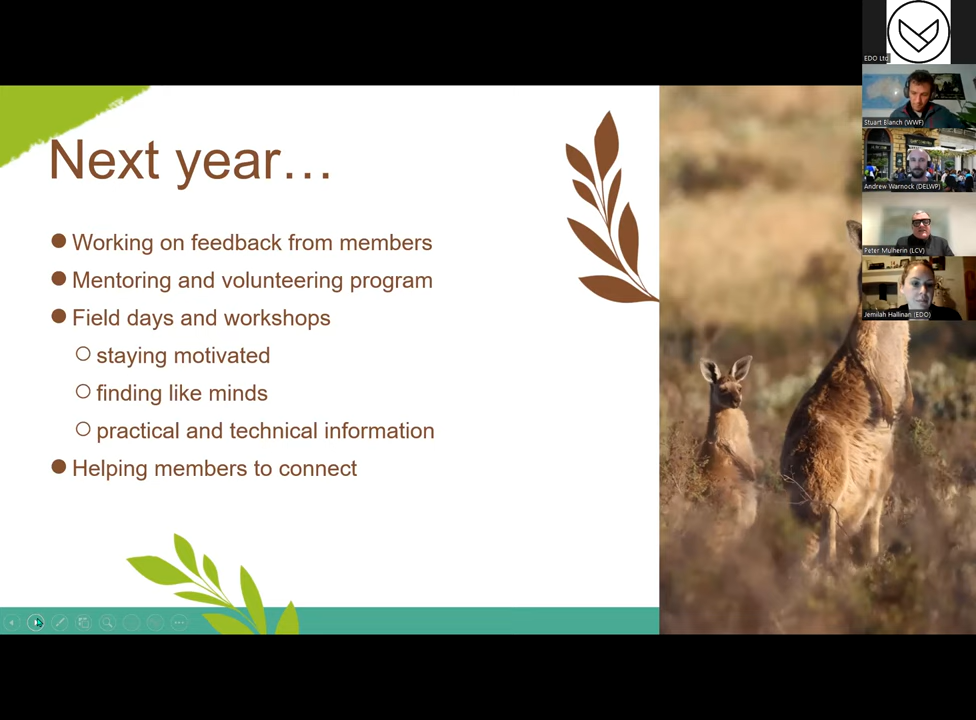 Next year…
Working on feedback from members
Mentoring and volunteering program
Field days and workshops
staying motivated
finding like minds
practical and technical information
Helping members to connect
EDO Ltd
Stuart Blanch (WWF)
Andrew Warnock (DELWP)
Peter Mulherin (LCV)
Jemilah Hallinan (EDO)